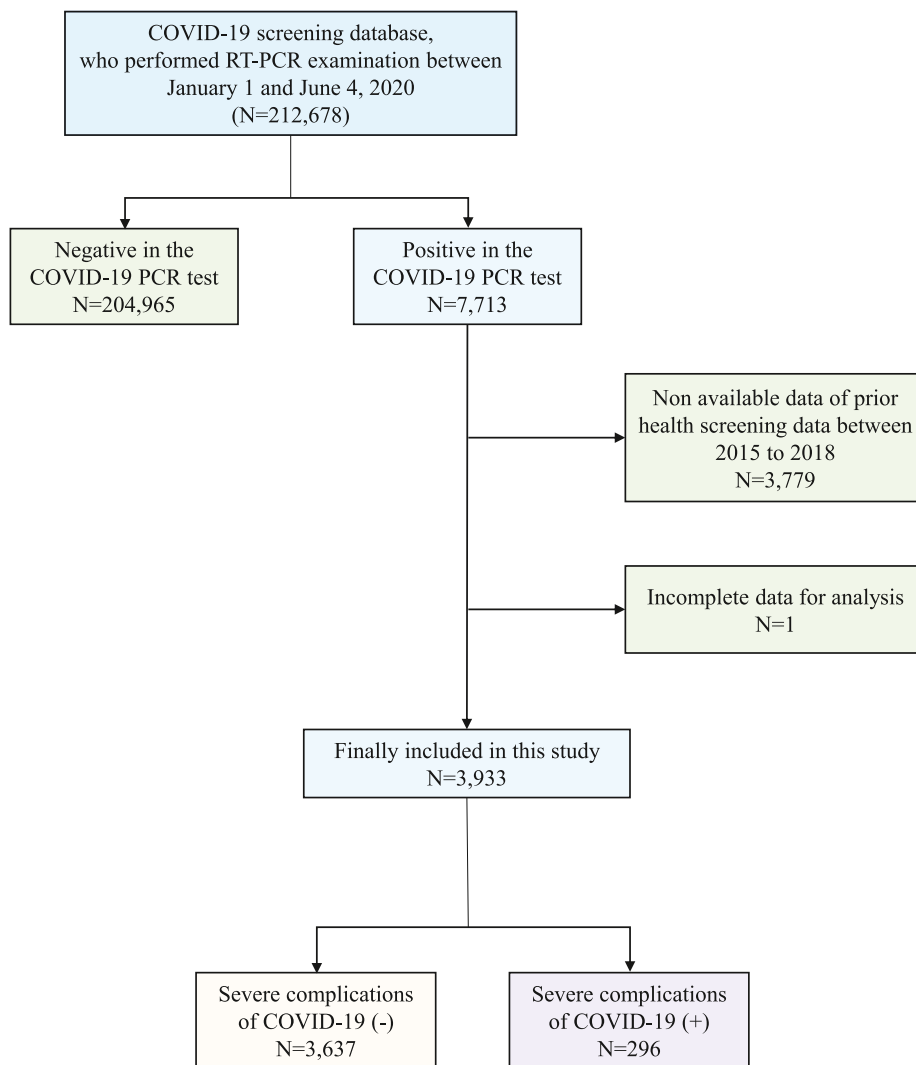 COVID-19 screening database,
who performed RT-PCR examination between
January 1 and June 4, 2020
(N=212,678)
Negative in the
COVID-19 PCR test
N=204,965
Positive in the
COVID-19 PCR test
N=7,713
Non available data of prior
health screening data between
2015 to 2018
N=3,779
Incomplete data for analysis
N=1
Finally included in this study
N=3,933
Severe complications
of COVID-19 (-)
N=3,637
Severe complications
of COVID-19 (+)
N=296